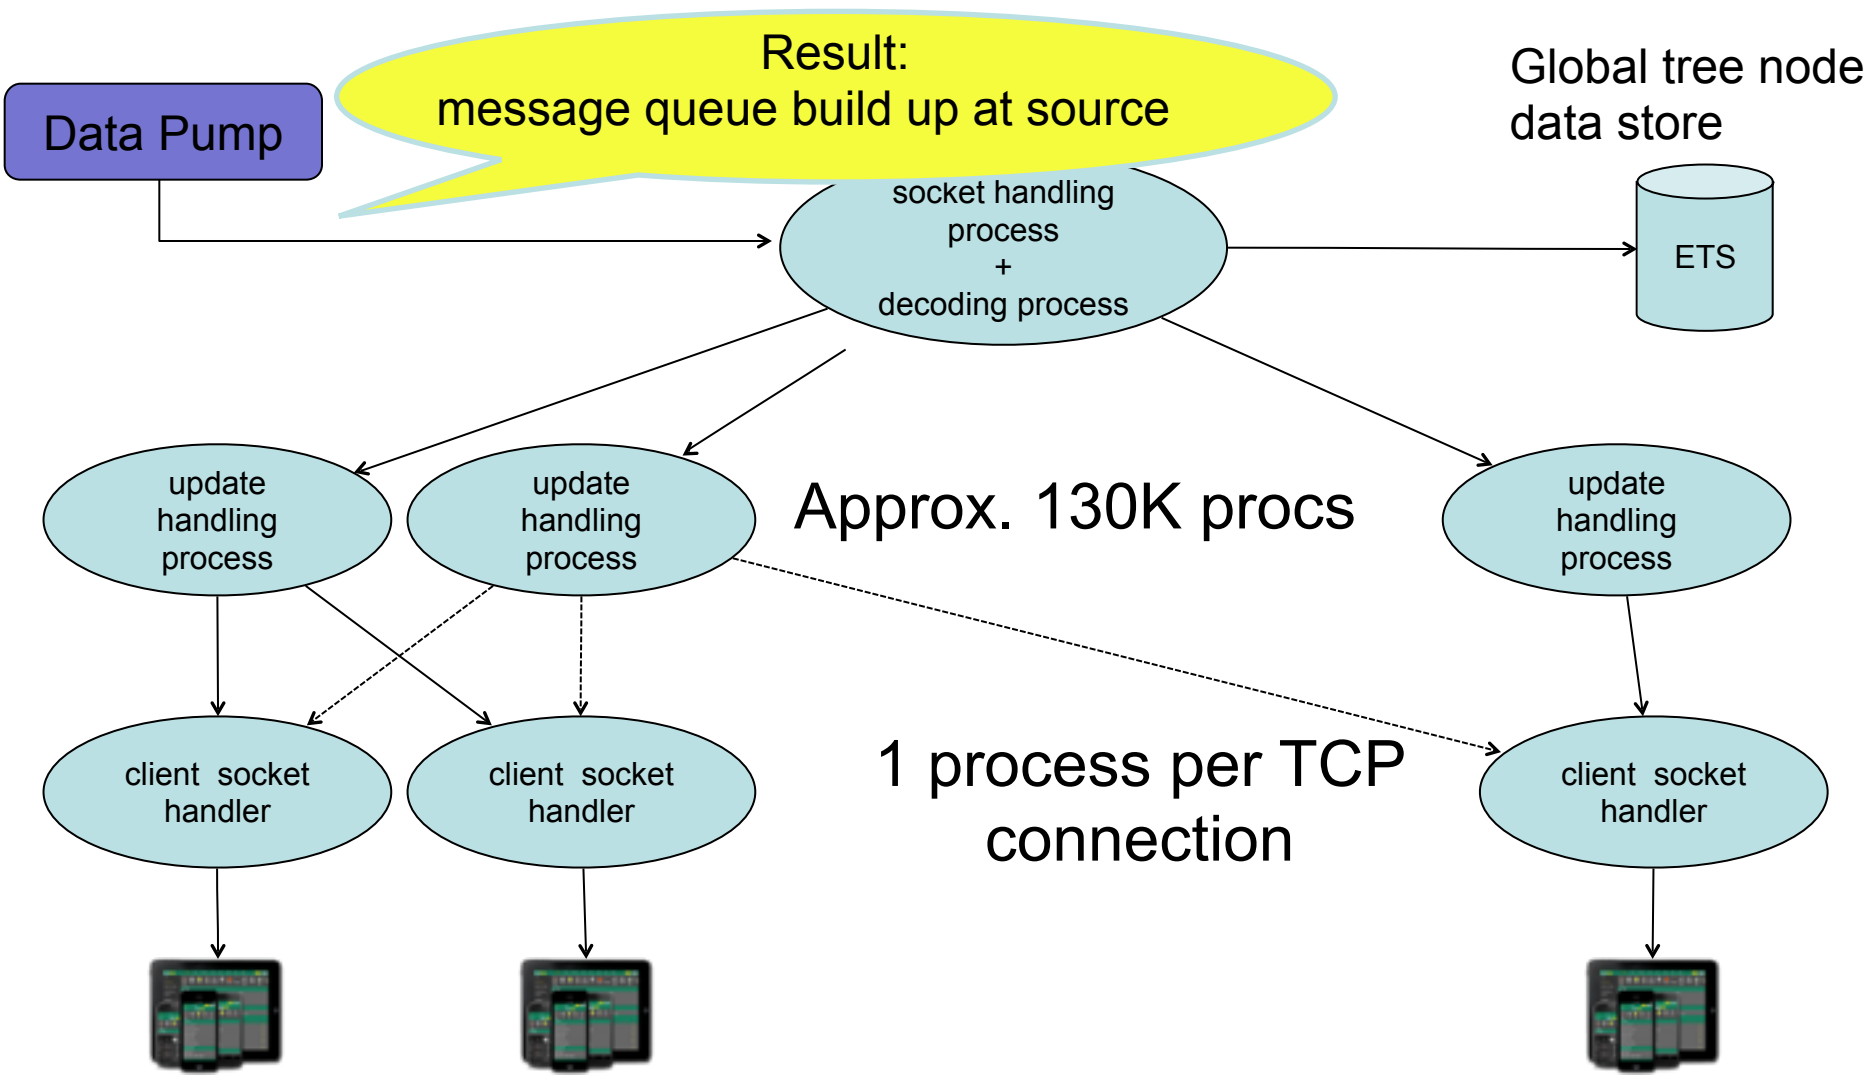 Result:
message queue build up at source
Data Pump
Global tree node
data store
socket handling
process
+
decoding process
ETS
update
handling
process
update
handling
process
Approx. 130K procs
update
handling
process
client  socket
handler
client  socket
handler
1 process per TCP
connection
client  socket
handler